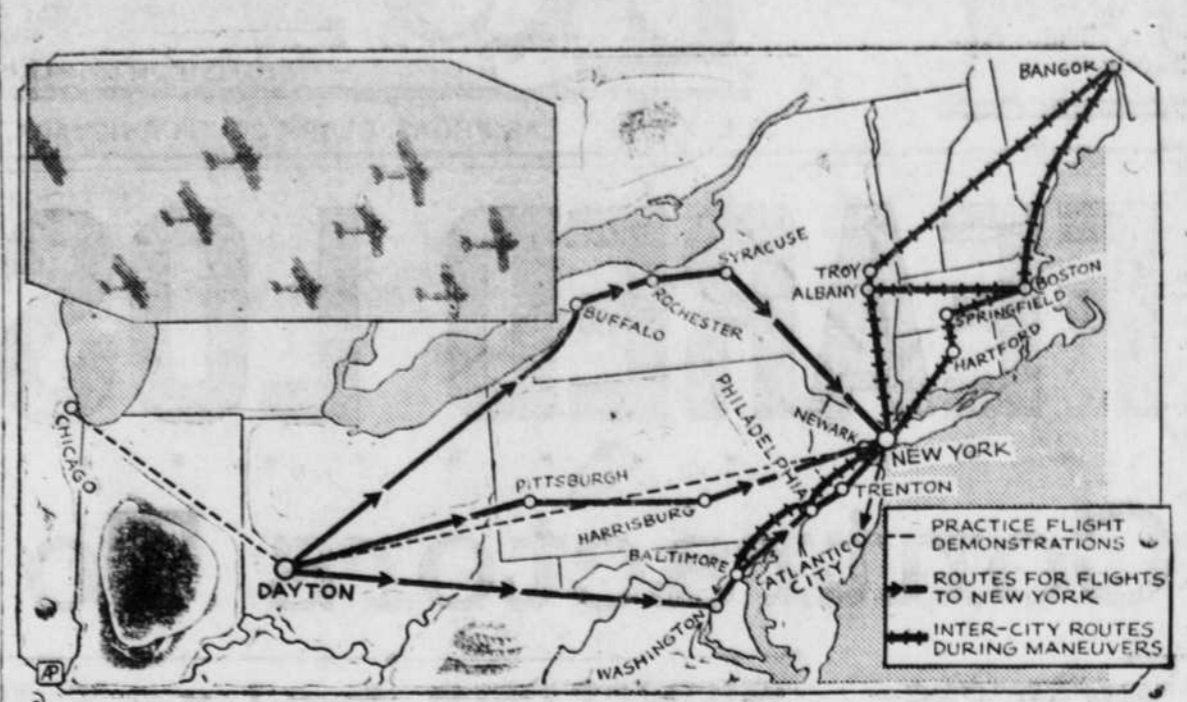 BANGOR
SYRACUSE
TROY
ALBANY
BOSTON
ROCHESTER
SPRINGFIELD
BUFFALO
HARTFORD
PHILADELPHIA
NEWARK
CHICAGO
NEW YORK
PITTSBURGH
TRENTON
HARRISBURG
BALTIMORE
ATLANTIC
CITY
DAYTON
WASHINGTON
PRACTICE FLIGHT
DEMONSTRATIONS
ROUTES FOR FLIGHTS
TO NEW YORK
INTER-CITY ROUTES
DURING MANEUVERS
AP